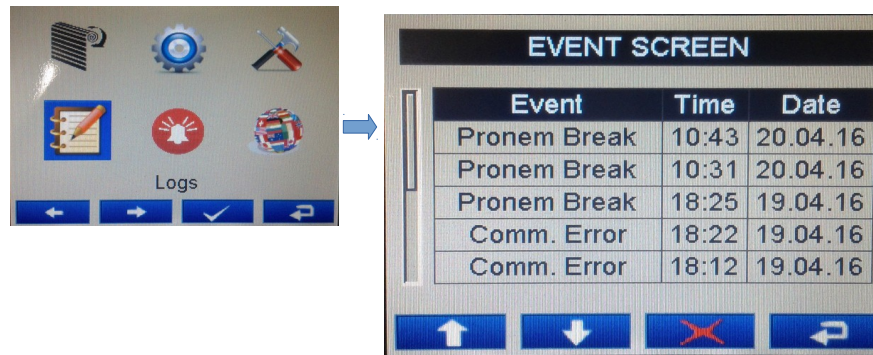 Logs
EVENT SCREEN
Event Time Date
Pronem Break 10:43 20.04.16
Pronem Break 10:31 20.04.16
Pronem Break 18:25 19.04.16
Comm. Error 18:22 19.04.16
Comm. Error 18:12 19.04.16